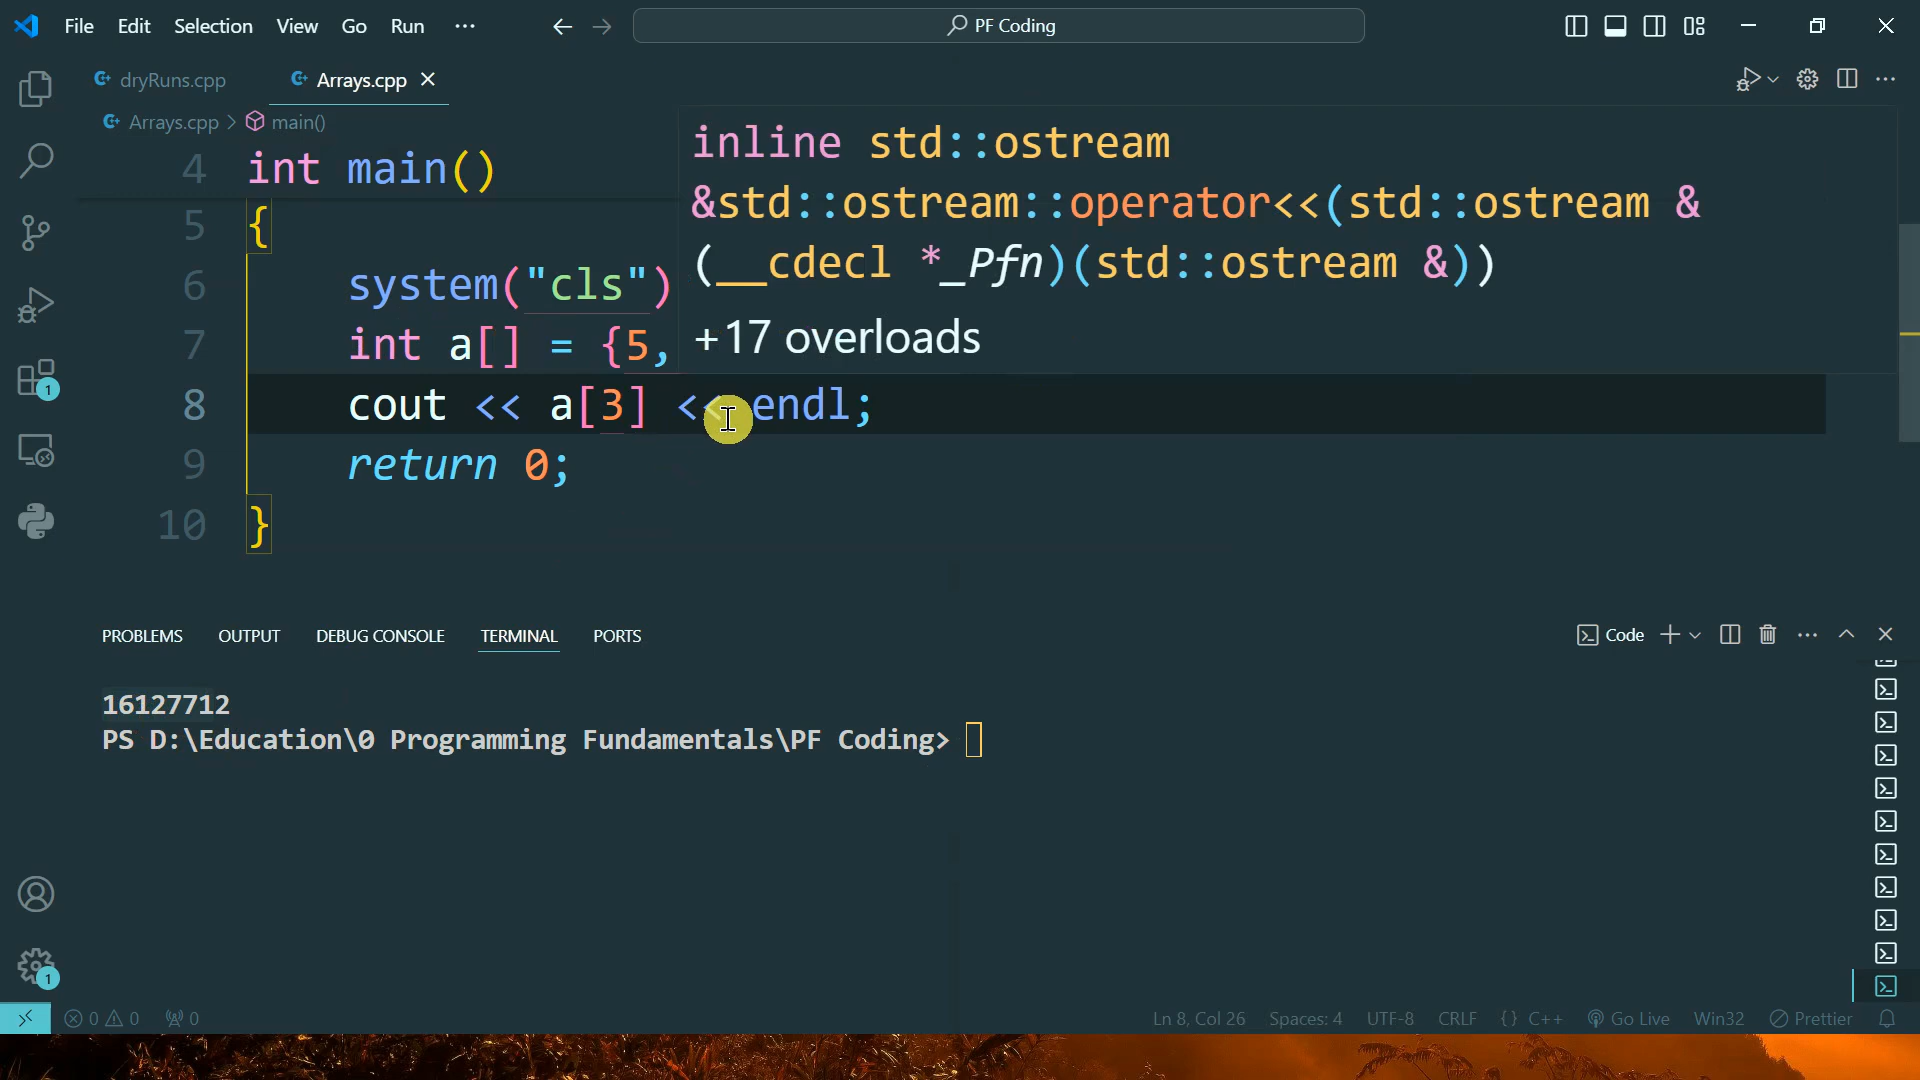 File Edit Selection View Go Run ···
PF Coding
dryRuns.cpp
Arrays.cpp
Arrays.cpp > main()
4 int main()
5 {
6 system("cls")
7 int a[] = {5,
8 cout << a[3] << endl;
9 return 0;
10 }
inline std::ostream
&std::ostream::operator<<(std::ostream &
(__cdecl *_Pfn)(std::ostream &))
+17 overloads
1
1
PROBLEMS OUTPUT DEBUG CONSOLE TERMINAL PORTS
Code
16127712
PS D:\Education\0 Programming Fundamentals\PF Coding>
0 0 0
Ln 8, Col 26 Spaces: 4 UTF-8 CRLF {} C++ Go Live Win32 Prettier